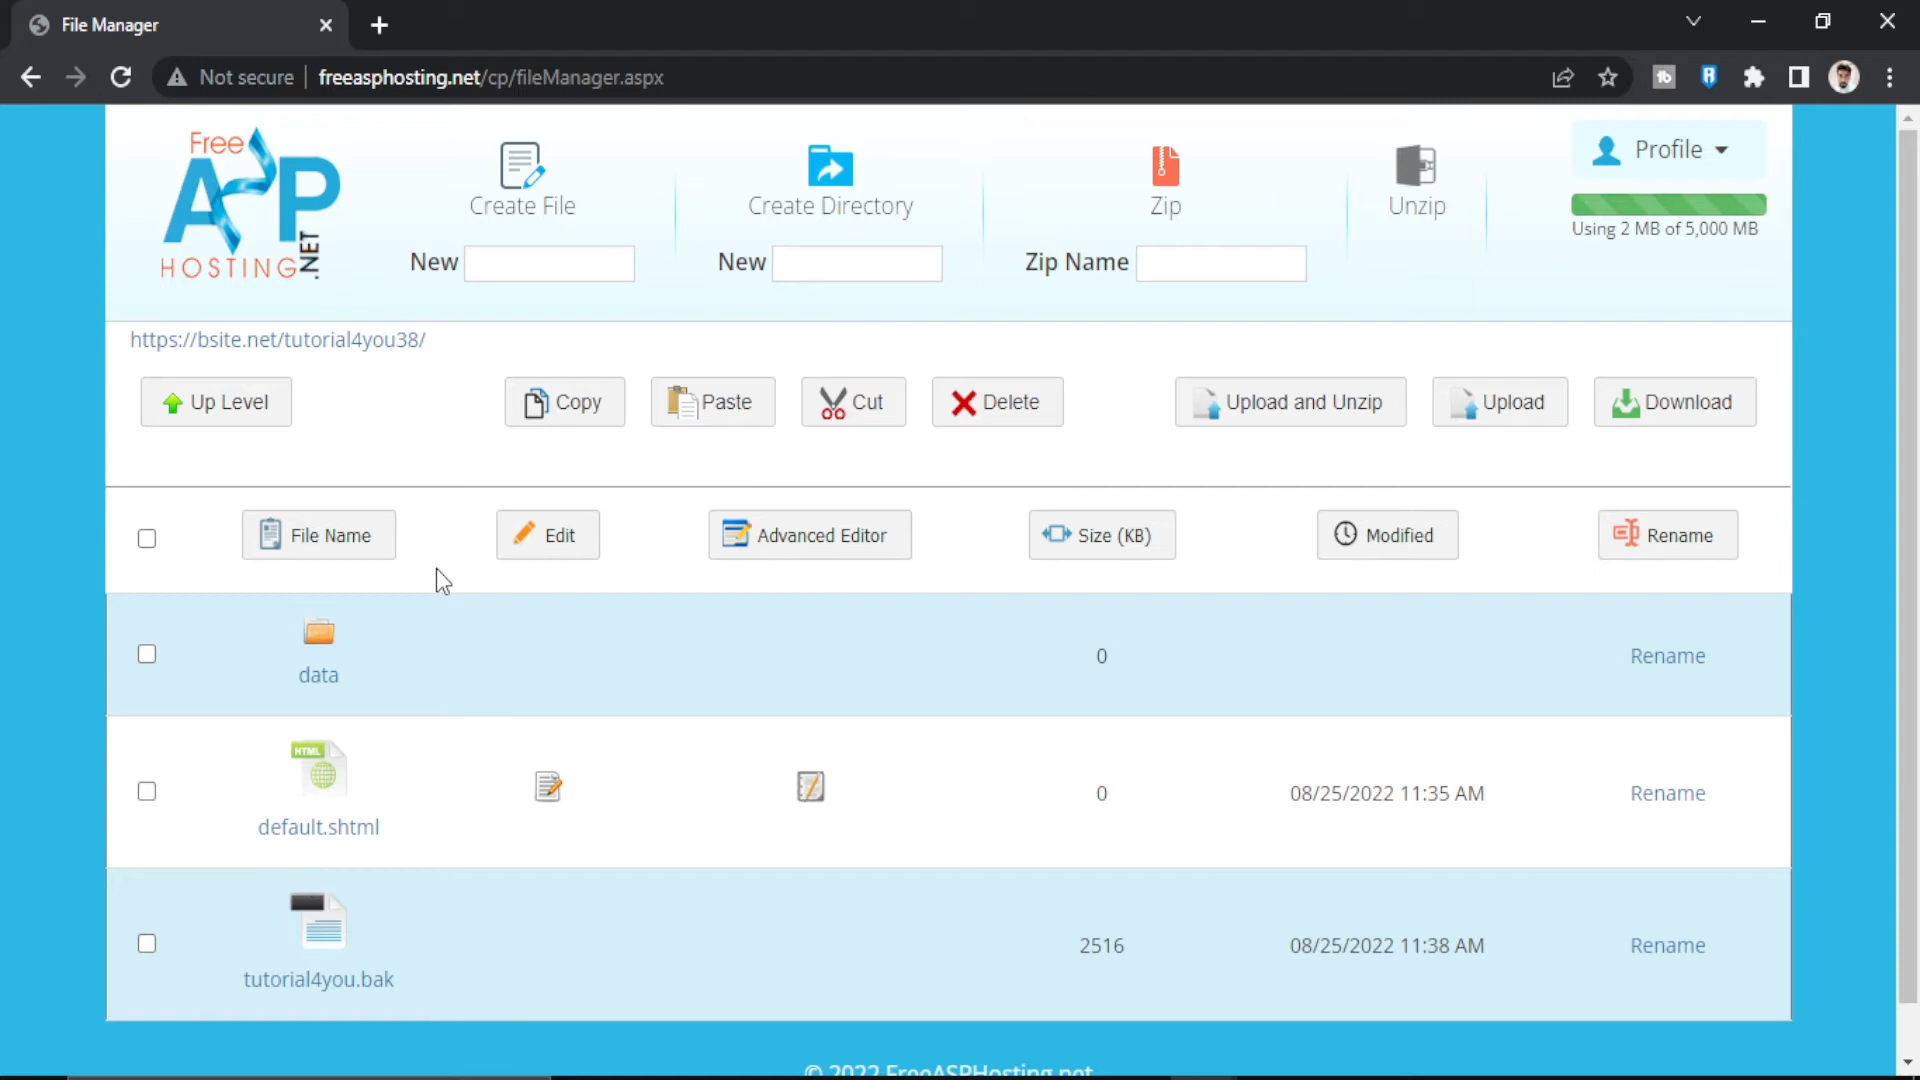 File Manager
Not secure freeasphosting.net/cp/fileManager.aspx
Free
ASP
HOSTING
.NET
Create File
Create Directory
Zip
Unzip
Profile
Using 2 MB of 5,000 MB
New
New
Zip Name
https://bsite.net/tutorial4you38/
Up Level
Copy
Paste
Cut
Delete
Upload and Unzip
Upload
Download
File Name
Edit
Advanced Editor
Size (KB)
Modified
Rename
data
0
Rename
HTML
default.shtml
0
08/25/2022 11:35 AM
Rename
tutorial4you.bak
2516
08/25/2022 11:38 AM
Rename
© 2022 FreeASPHosting.net